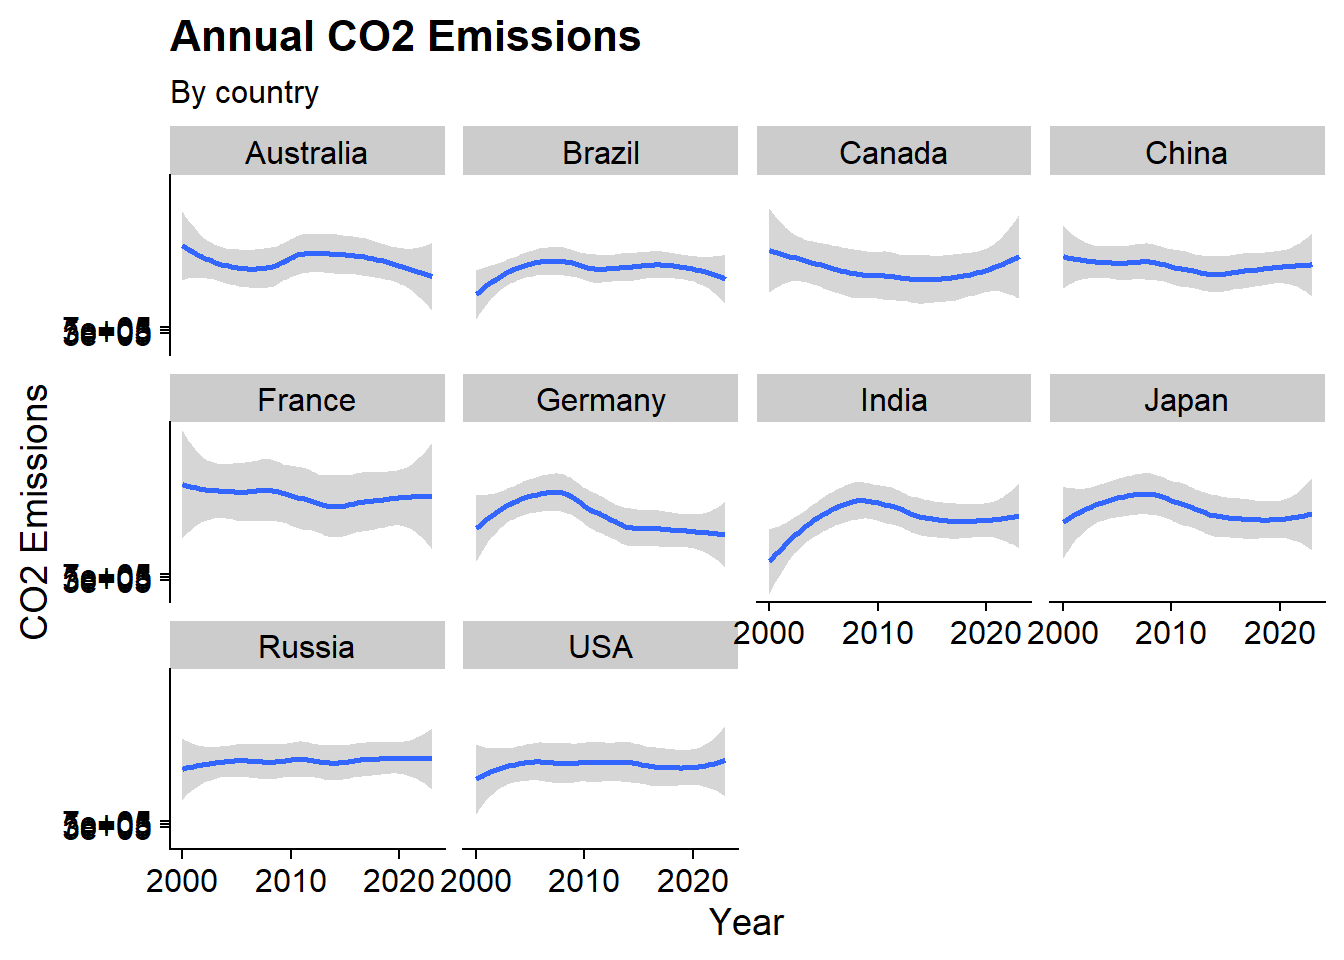 Annual CO2 Emissions
By country
Australia
Brazil
Canada
China
France
Germany
India
Japan
2000 2010 2020 2000 2010 2020
Russia
USA
2000 2010 2020 2000 2010 2020
CO2 Emissions
Year